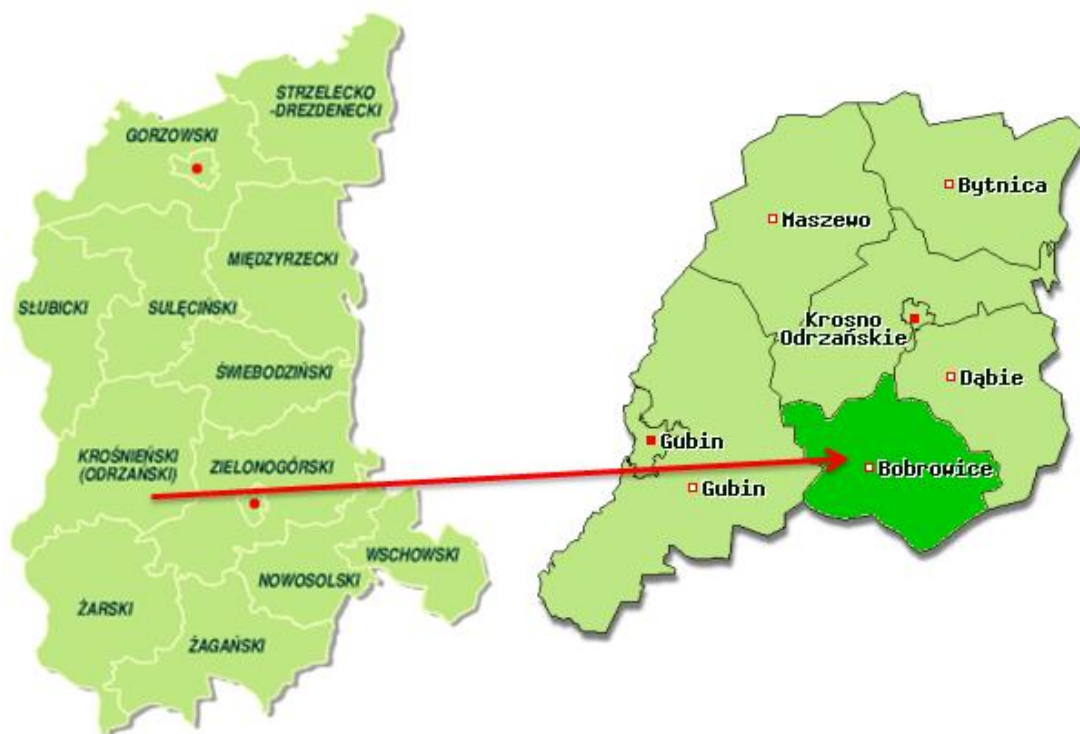 STRZELECKO
-DREZDENECKI
GORZOWSKI
MIĘDZYRZECKI
SŁUBICKI
SULĘCIŃSKI
ŚWIEBODZIŃSKI
KROŚNIEŃSKI
(ODRZAŃSKI)
ZIELONOGÓRSKI
WSCHOWSKI
NOWOSOLSKI
ŻARSKI
ŻAGAŃSKI
Bytnica
Maszewo
Krosno
Odrzańskie
Dąbie
Gubin
Bobrowice
Gubin